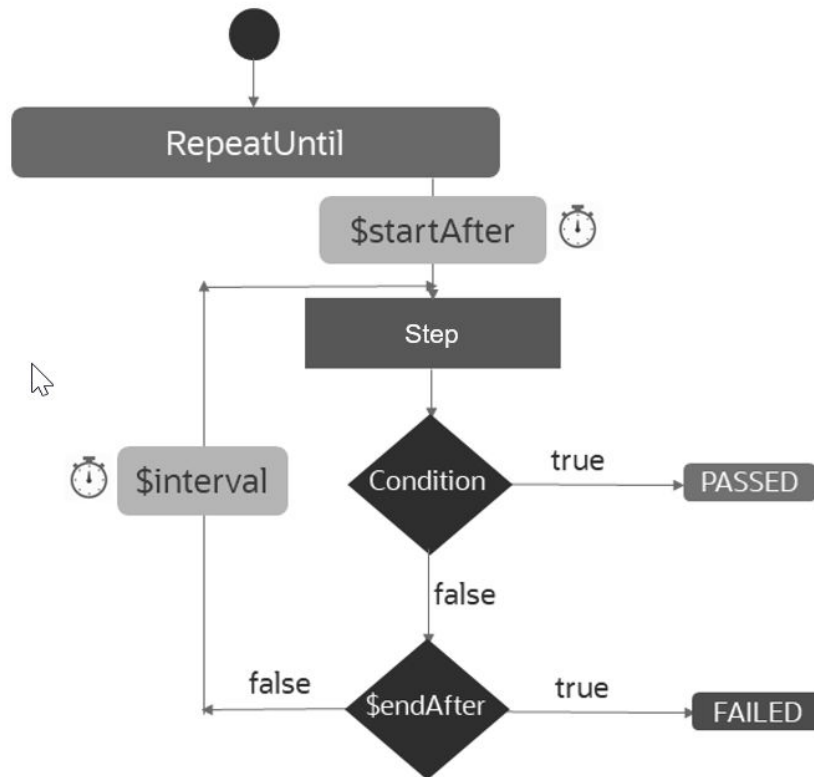 RepeatUntil
$startAfter
Step
Condition
true
PASSED
$interval
false
$endAfter
false
true
FAILED